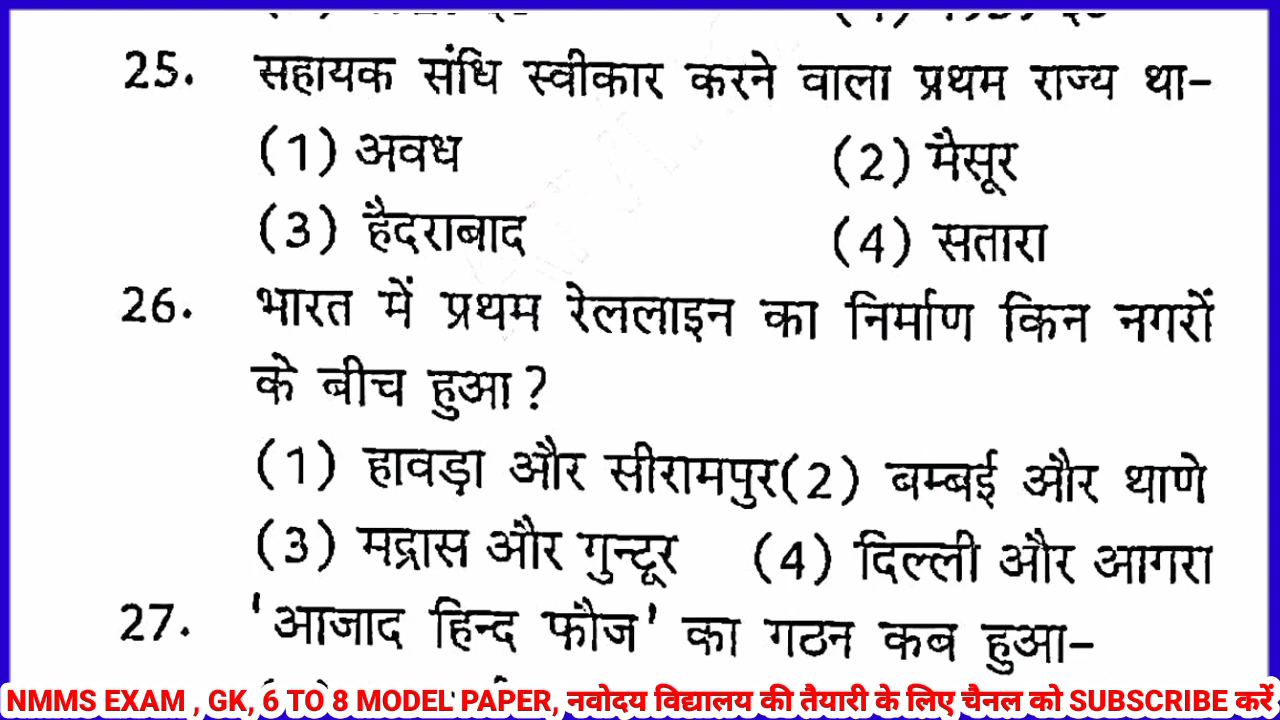 25. सहायक संधि स्वीकार करने वाला प्रथम राज्य था-
(1) अवध (2) मैसूर
(3) हैदराबाद (4) सतारा
26. भारत में प्रथम रेललाइन का निर्माण किन नगरों
के बीच हुआ?
(1) हावड़ा और सीरामपुर(2) बम्बई और थाणे
(3) मद्रास और गुन्टूर (4) दिल्ली और आगरा
27. 'आजाद हिन्द फौज' का गठन कब हुआ-
NMMS EXAM , GK, 6 TO 8 MODEL PAPER, नवोदय विद्यालय की तैयारी के लिए चैनल को SUBSCRIBE करें